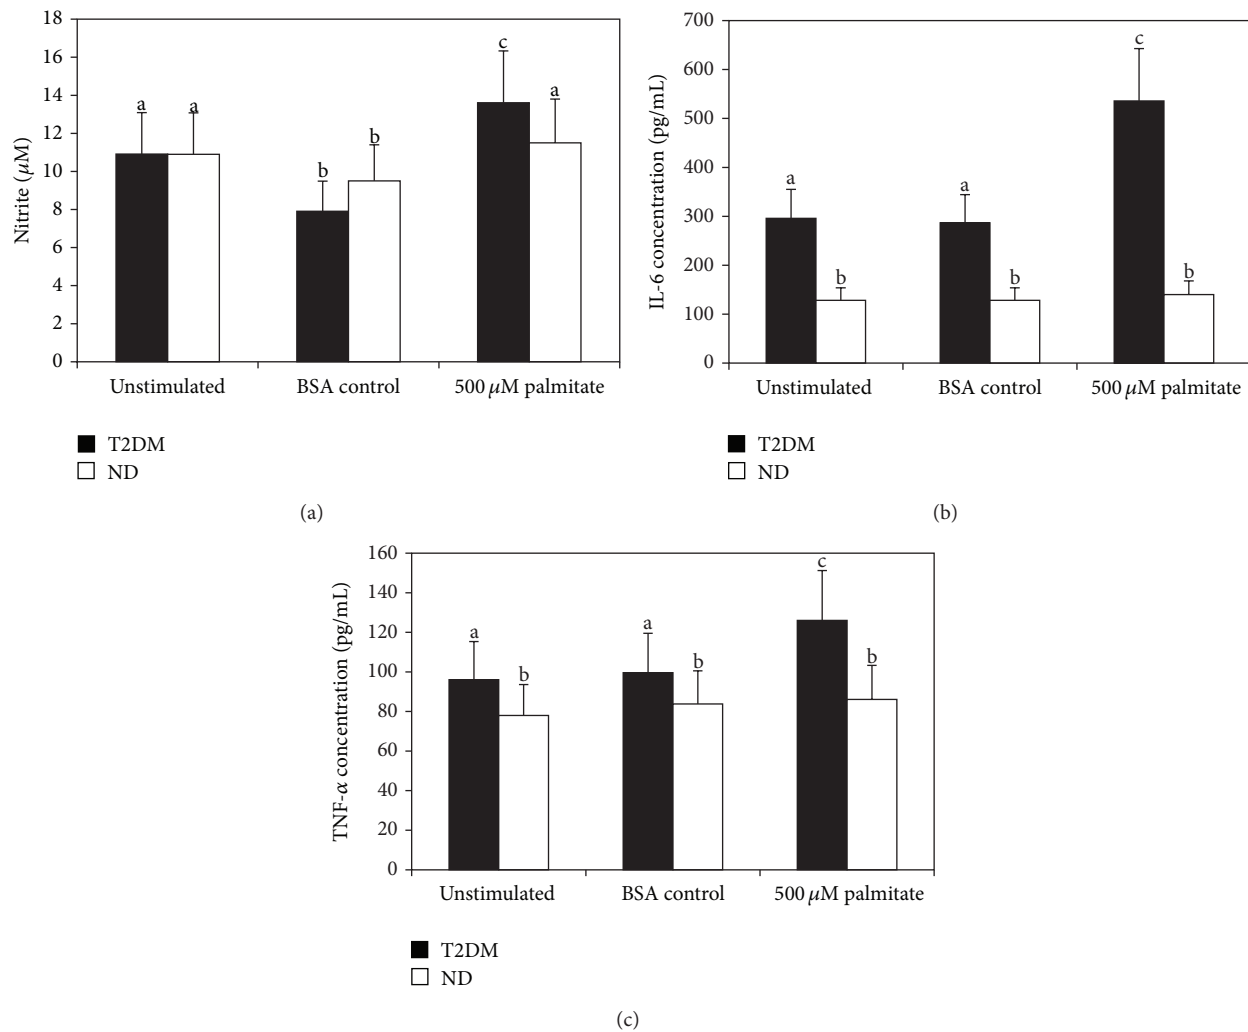 18
16
14
12
10
8
6
4
2
0
Nitrite (μM)
a
a
b
b
c
a
Unstimulated
BSA control
500 μM palmitate
T2DM
ND
(a)
700
600
500
400
300
200
100
0
IL-6 concentration (pg/mL)
a
b
a
b
c
b
Unstimulated
BSA control
500 μM palmitate
T2DM
ND
(b)
160
140
120
100
80
60
40
20
0
TNF-α concentration (pg/mL)
a
b
a
b
c
b
Unstimulated
BSA control
500 μM palmitate
T2DM
ND
(c)